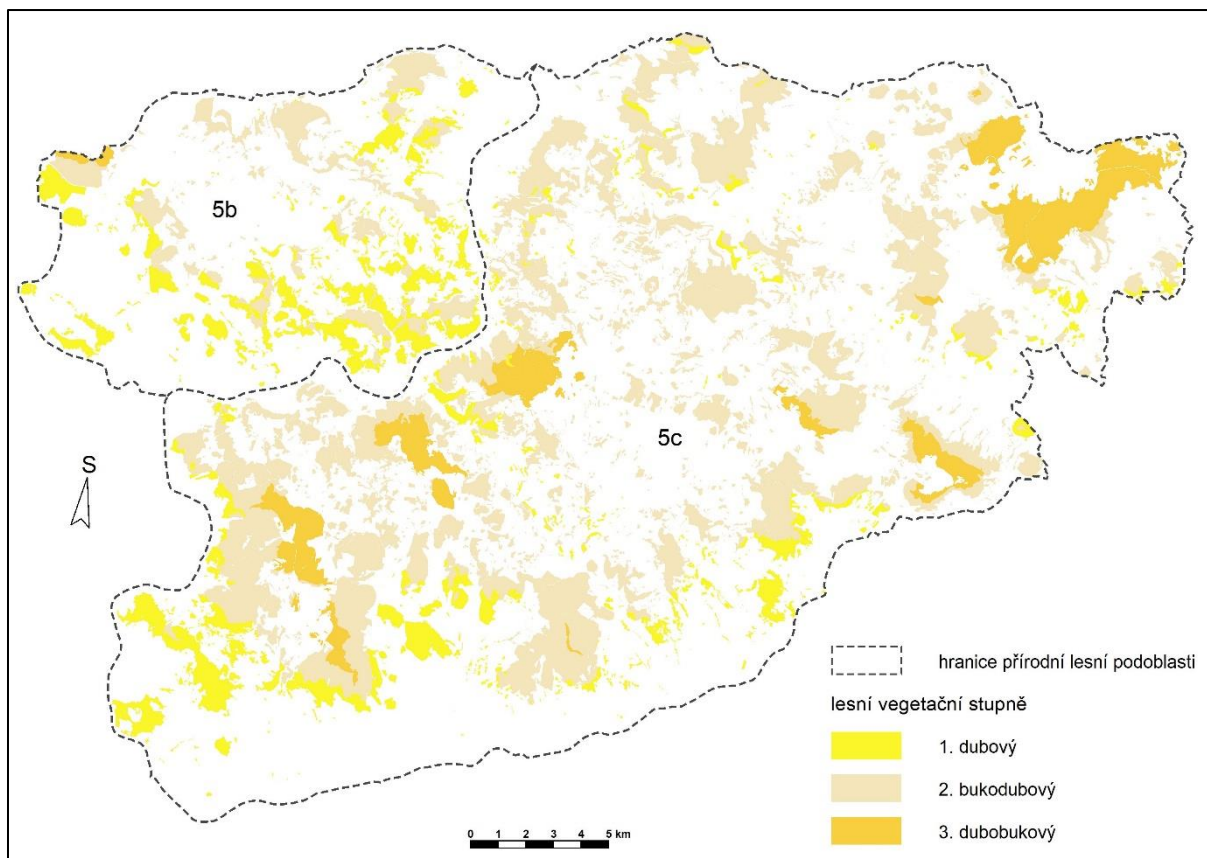 5b
5c
S
hranice přírodní lesní podoblasti
lesní vegetační stupně
1. dubový
2. bukodubový
3. dubobukový
0 1 2 3 4 5 km